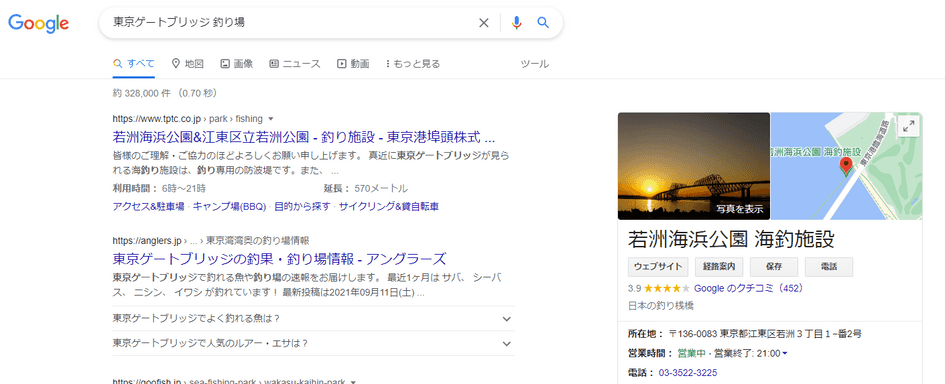 Google
東京ゲートブリッジ 釣り場
すべて 地図 画像 ニュース 動画 もっと見る ツール
約 328,000 件 （0.70 秒）
https://www.tptc.co.jp › park › fishing
若洲海浜公園&江東区立若洲公園 - 釣り施設 - 東京港埠頭株式 ...
皆様のご理解・ご協力のほどよろしくお願い申し上げます。 真近に東京ゲートブリッジが見ら
れる海釣り施設は、釣り専用の防波堤です。また、 ...
利用時間： 6時～21時 延長： 570メートル
アクセス&駐車場 · キャンプ場(BBQ) · 目的から探す · サイクリング&貸自転車
https://anglers.jp › ... › 東京湾湾奥の釣り場情報
東京ゲートブリッジの釣果・釣り場情報 - アングラーズ
東京ゲートブリッジで釣れる魚や釣り場の速報をお届けします。 最近1ヶ月は サバ、 シーバ
ス、 ニシン、 イワシ が釣れています！ 最新投稿は2021年09月11日(土) ...
東京ゲートブリッジでよく釣れる魚は？
東京ゲートブリッジで人気のルアー・エサは？
https://goofish.jp › sea-fishing-park › wakasu-kaihin-park
写真を表示
若洲海浜公園 海釣施設
東京港臨海道路
若洲海浜公園 海釣施設
ウェブサイト 経路案内 保存 電話
3.9 Google のクチコミ（452）
日本の釣り桟橋
所在地： 〒136-0083 東京都江東区若洲３丁目１−番2号
営業時間： 営業中・営業終了: 21:00
電話： 03-3522-3225